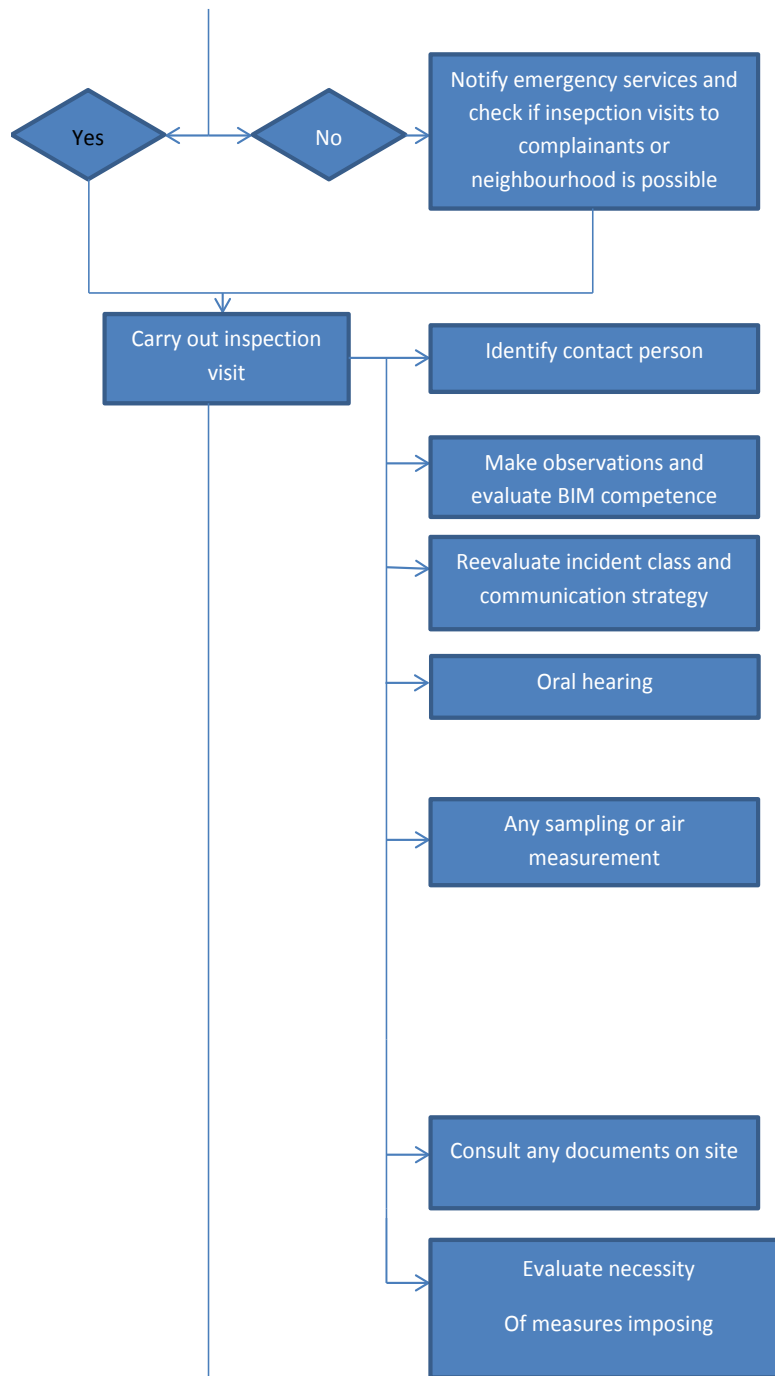 Yes
No
Notify emergency services and
check if insepction visits to
complainants or
neighbourhood is possible
Carry out inspection
visit
Identify contact person
Make observations and
evaluate BIM competence
Reevaluate incident class and
communication strategy
Oral hearing
Any sampling or air
measurement
Consult any documents on site
Evaluate necessity
Of measures imposing